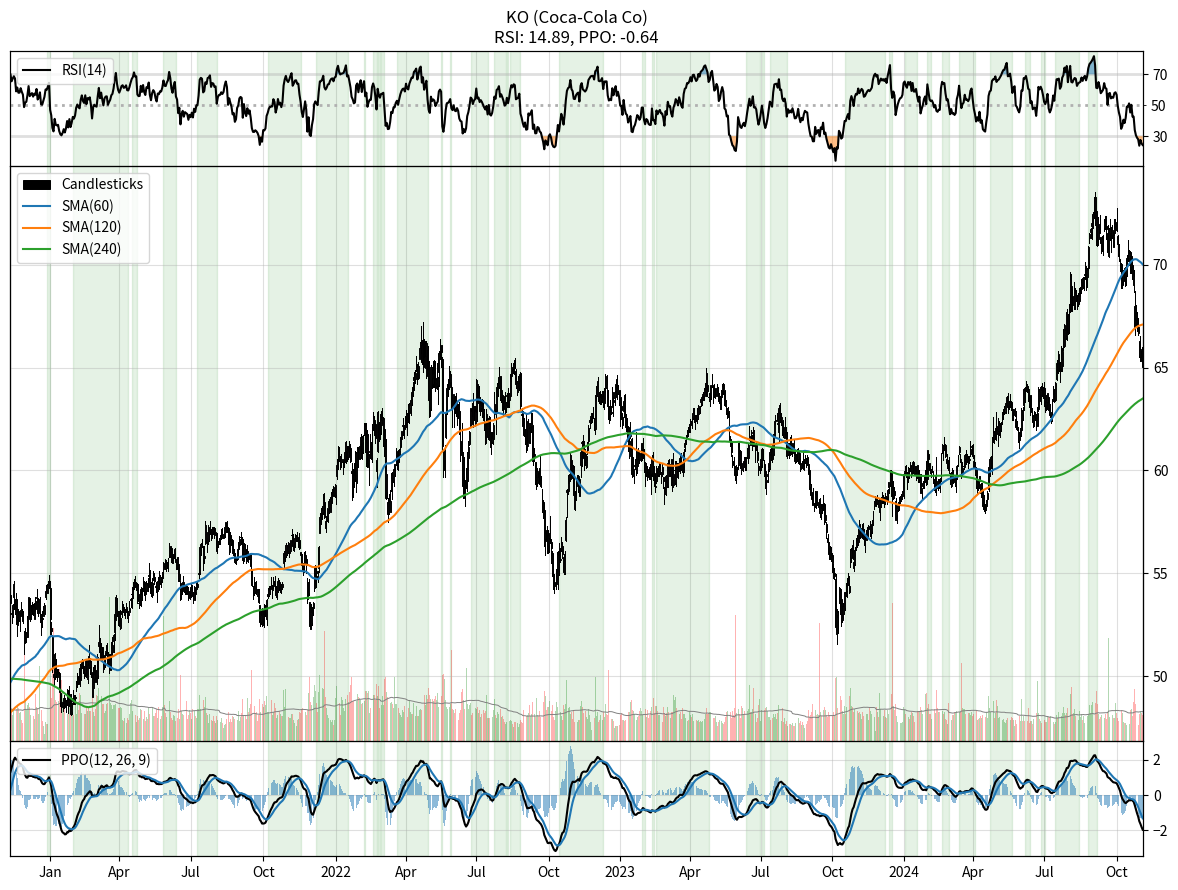 KO (Coca-Cola Co)
RSI: 14.89, PPO: -0.64
RSI(14)
70
50
30
Candlesticks
SMA(60)
SMA(120)
SMA(240)
70
65
60
55
50
PPO(12, 26, 9)
2
0
−2
Jan Apr Jul Oct 2022 Apr Jul Oct 2023 Apr Jul Oct 2024 Apr Jul Oct